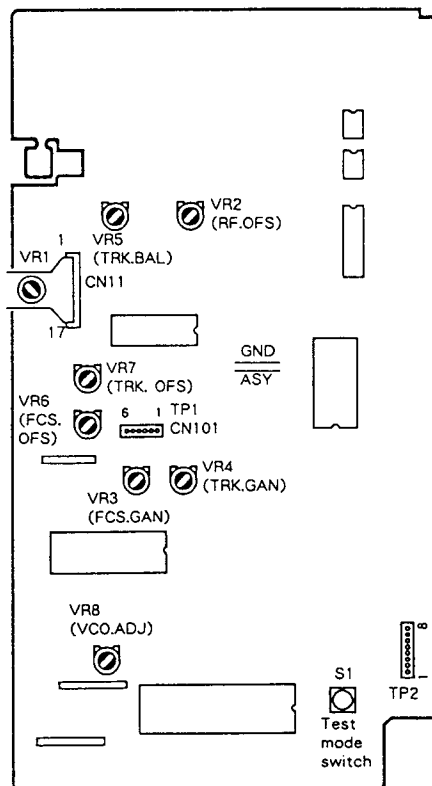 VR2
(RF.OFS)
VR5
(TRK.BAL)
VR1
1
CN11
17
GND
ASY
VR7
(TRK. OFS)
VR6
(FCS.
OFS)
6 1 TP1
CN101
VR4
(TRK.GAN)
VR3
(FCS.GAN)
VR8
(VCO.ADJ)
8
1
TP2
S1
Test
mode
switch